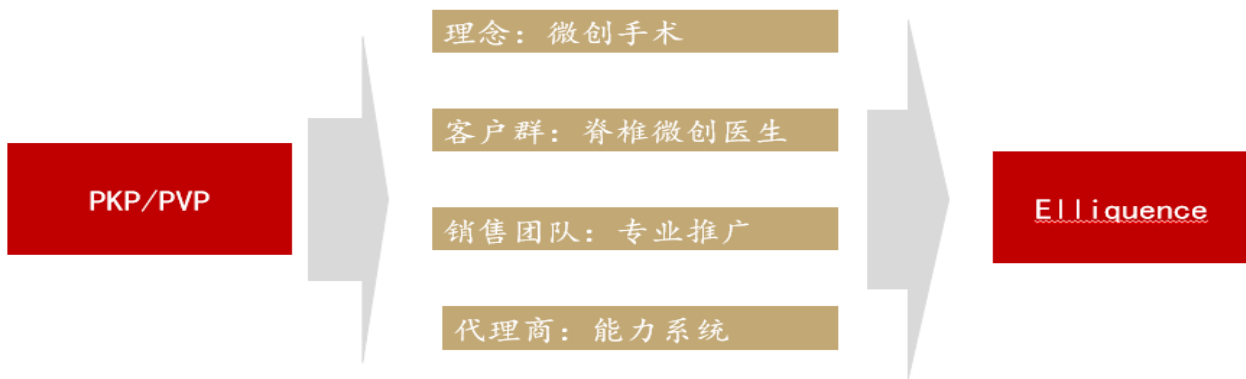 PKP/PVP
理念：微创手术
客户群：脊椎微创医生
销售团队：专业推广
代理商：能力系统
Elliquence